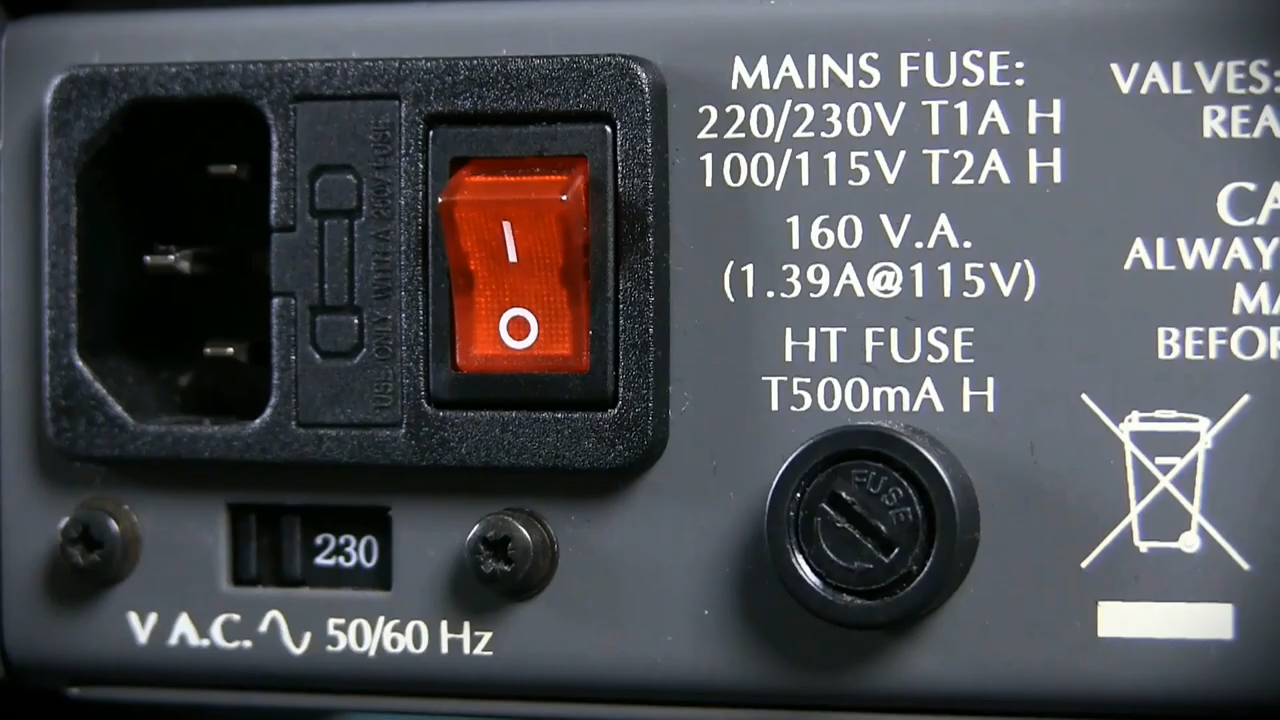 MAINS FUSE:
220/230V T1A H
100/115V T2A H
160 V.A.
(1.39A@115V)
HT FUSE
T500mA H
FUSE
VALVES:
REA
CA
ALWAY
MA
BEFOR
FUSE ONLY WITH A 250V FUSE
I
O
230
V A.C. ∿ 50/60 Hz